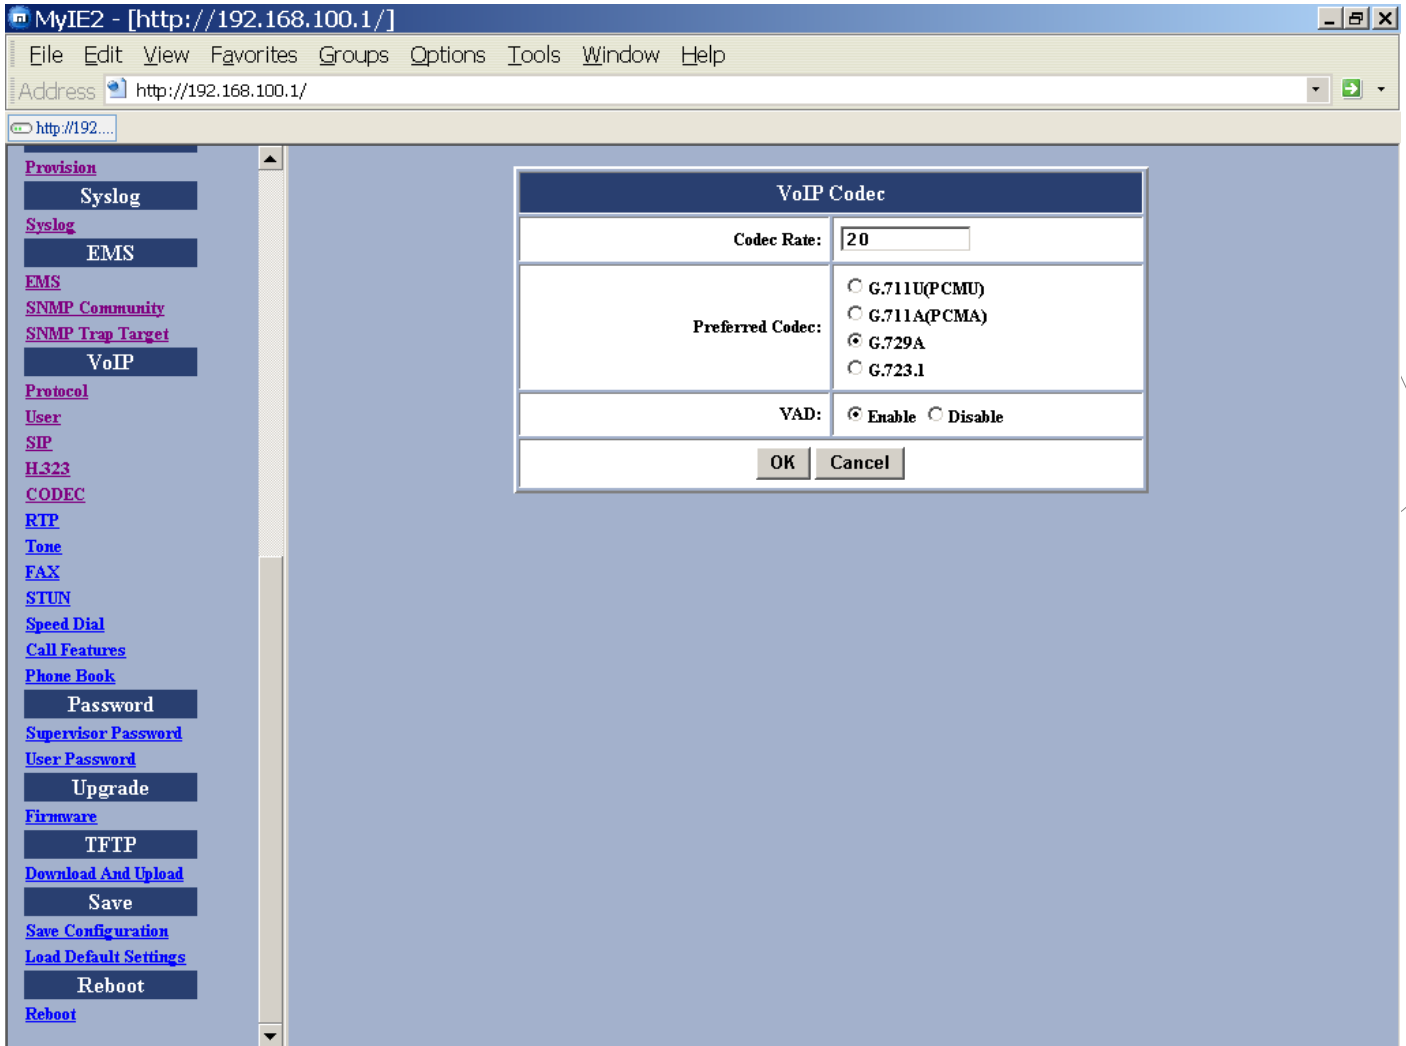 MyIE2 - [http://192.168.100.1/]
File Edit View Favorites Groups Options Tools Window Help
Address http://192.168.100.1/
http://192....
Provision
Syslog
Syslog
EMS
EMS
SNMP Community
SNMP Trap Target
VoIP
Protocol
User
SIP
H.323
CODEC
RTP
Tone
FAX
STUN
Speed Dial
Call Features
Phone Book
Password
Supervisor Password
User Password
Upgrade
Firmware
TFTP
Download And Upload
Save
Save Configuration
Load Default Settings
Reboot
Reboot
VoIP Codec
Codec Rate: 20
Preferred Codec:
G.711U(PCMU)
G.711A(PCMA)
G.729A
G.723.1
VAD: Enable Disable
OK Cancel